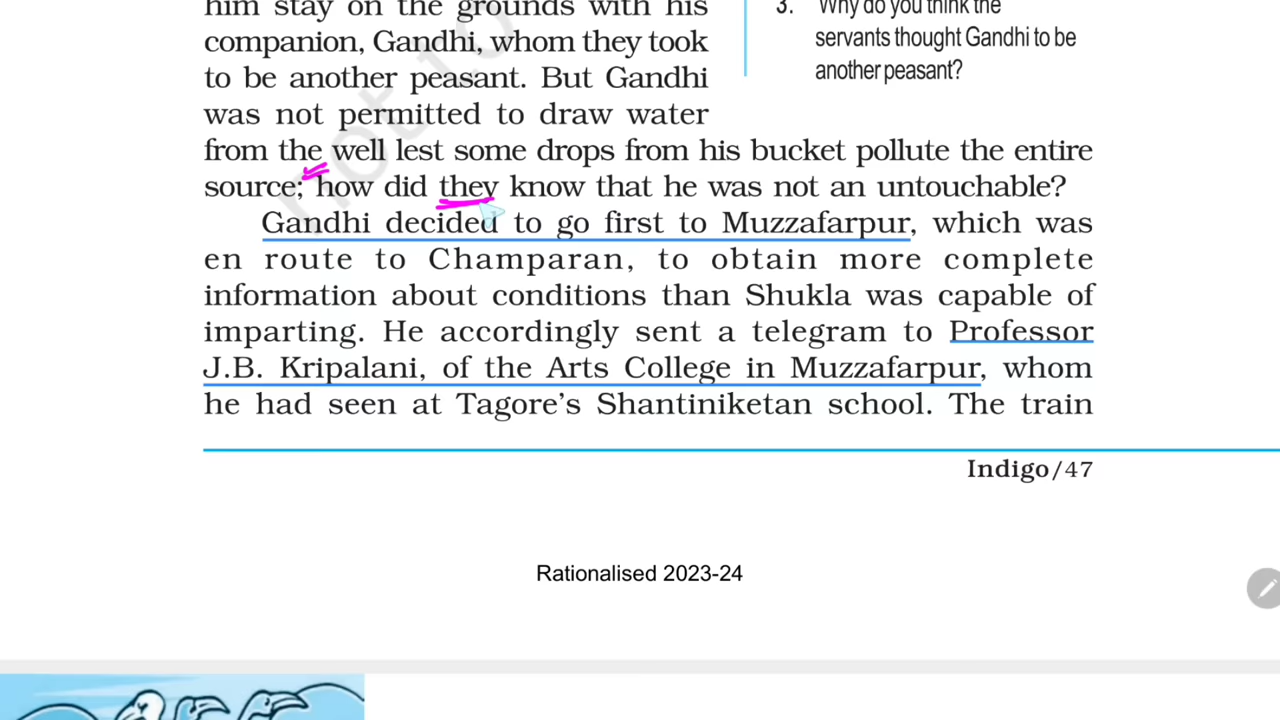 him stay on the grounds with his
companion, Gandhi, whom they took
to be another peasant. But Gandhi
was not permitted to draw water
from the well lest some drops from his bucket pollute the entire
source; how did they know that he was not an untouchable?
Gandhi decided to go first to Muzzafarpur, which was
en route to Champaran, to obtain more complete
information about conditions than Shukla was capable of
imparting. He accordingly sent a telegram to Professor
J.B. Kripalani, of the Arts College in Muzzafarpur, whom
he had seen at Tagore's Shantiniketan school. The train
3. Why do you think the
servants thought Gandhi to be
another peasant?
not to
Indigo/47
Rationalised 2023-24